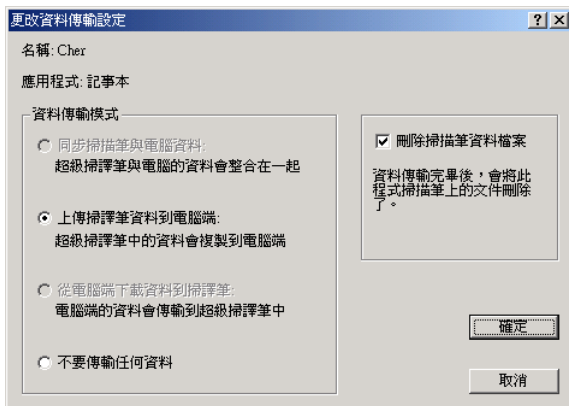 更改資料傳輸設定
名稱: Cher
應用程式: 記事本
資料傳輸模式
同步掃描筆與電腦資料:
超級掃譯筆與電腦的資料會整合在一起
上傳掃譯筆資料到電腦端:
超級掃譯筆中的資料會複製到電腦端
從電腦端下載資料到掃譯筆:
電腦端的資料會傳輸到超級掃譯筆中
不要傳輸任何資料
刪除掃描筆資料檔案
資料傳輸完畢後，會將此
程式掃描筆上的文件刪除
了。
確定
取消